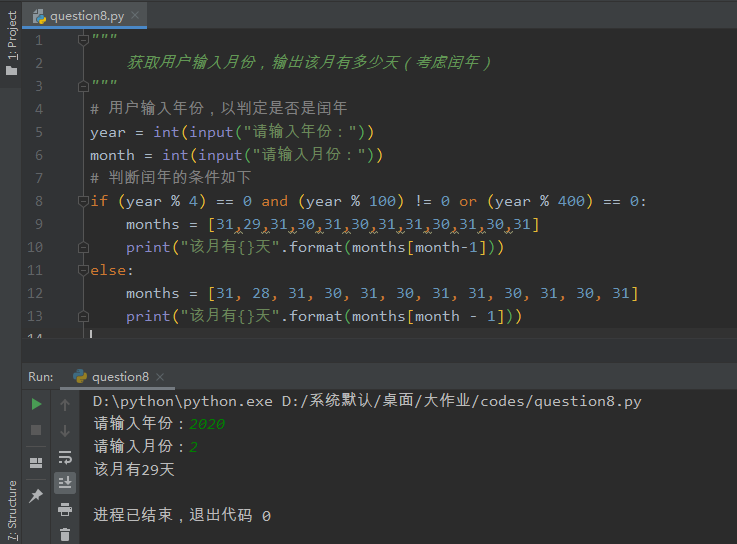 question8.py
1: Project
1 """
2 获取用户输入月份，输出该月有多少天（考虑闰年）
3 """
4 # 用户输入年份，以判定是否是闰年
5 year = int(input("请输入年份："))
6 month = int(input("请输入月份："))
7 # 判断闰年的条件如下
8 if (year % 4) == 0 and (year % 100) != 0 or (year % 400) == 0:
9 months = [31,29,31,30,31,30,31,31,30,31,30,31]
10 print("该月有{}天".format(months[month-1]))
11 else:
12 months = [31, 28, 31, 30, 31, 30, 31, 31, 30, 31, 30, 31]
13 print("该月有{}天".format(months[month - 1]))
14
Run: question8
D:\python\python.exe D:/系统默认/桌面/大作业/codes/question8.py
请输入年份：2020
请输入月份：2
该月有29天
进程已结束，退出代码 0
7: Structure